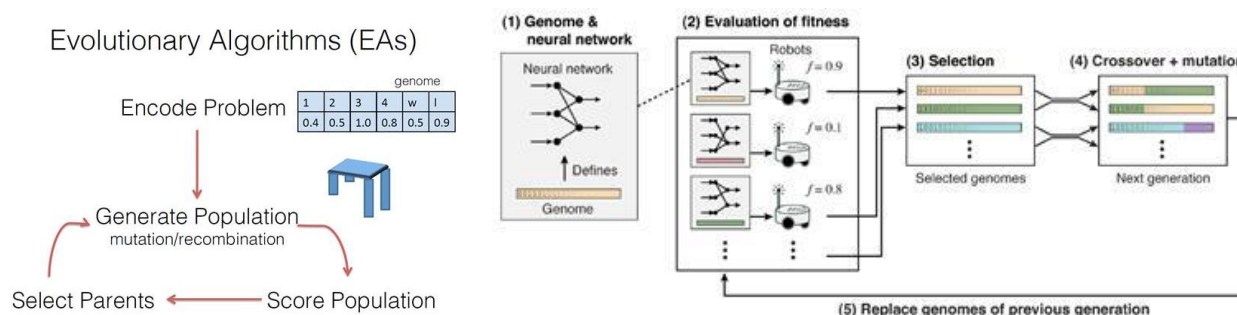 Evolutionary Algorithms (EAs)
genome
Encode Problem
1 2 3 4 w l
0.4 0.5 1.0 0.8 0.5 0.9
Generate Population
mutation/recombination
Select Parents
Score Population
(1) Genome &
neural network
Neural network
Defines
Genome
(2) Evaluation of fitness
Robots
f = 0.9
f = 0.1
f = 0.8
(3) Selection
Selected genomes
(4) Crossover + mutation
Next generation
(5) Replace genomes of previous generation